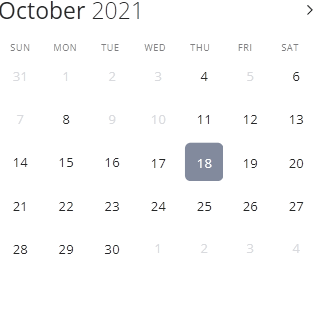 October 2021
SUN MON TUE WED THU FRI SAT
31 1 2 3 4 5 6
7 8 9 10 11 12 13
14 15 16 17 18 19 20
21 22 23 24 25 26 27
28 29 30 1 2 3 4